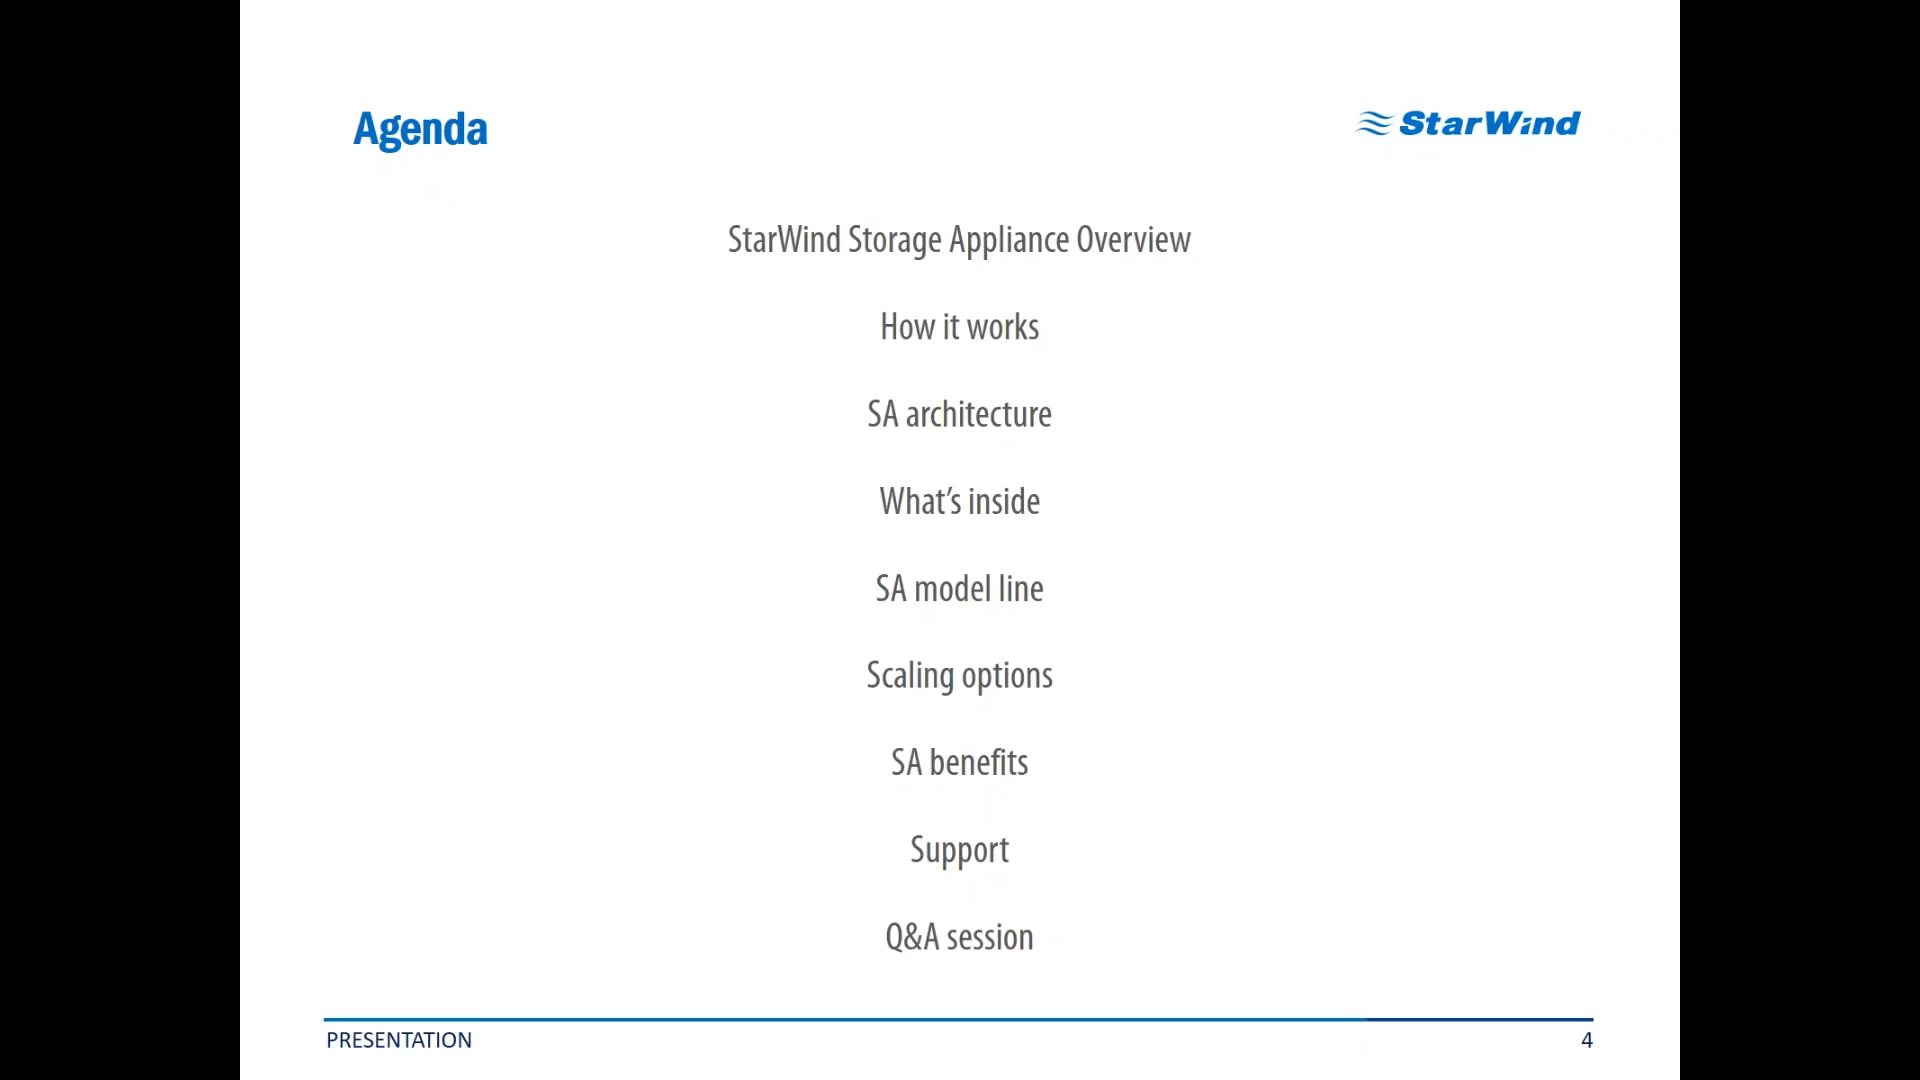 Agenda
StarWind
StarWind Storage Appliance Overview
How it works
SA architecture
What’s inside
SA model line
Scaling options
SA benefits
Support
Q&A session
PRESENTATION
4